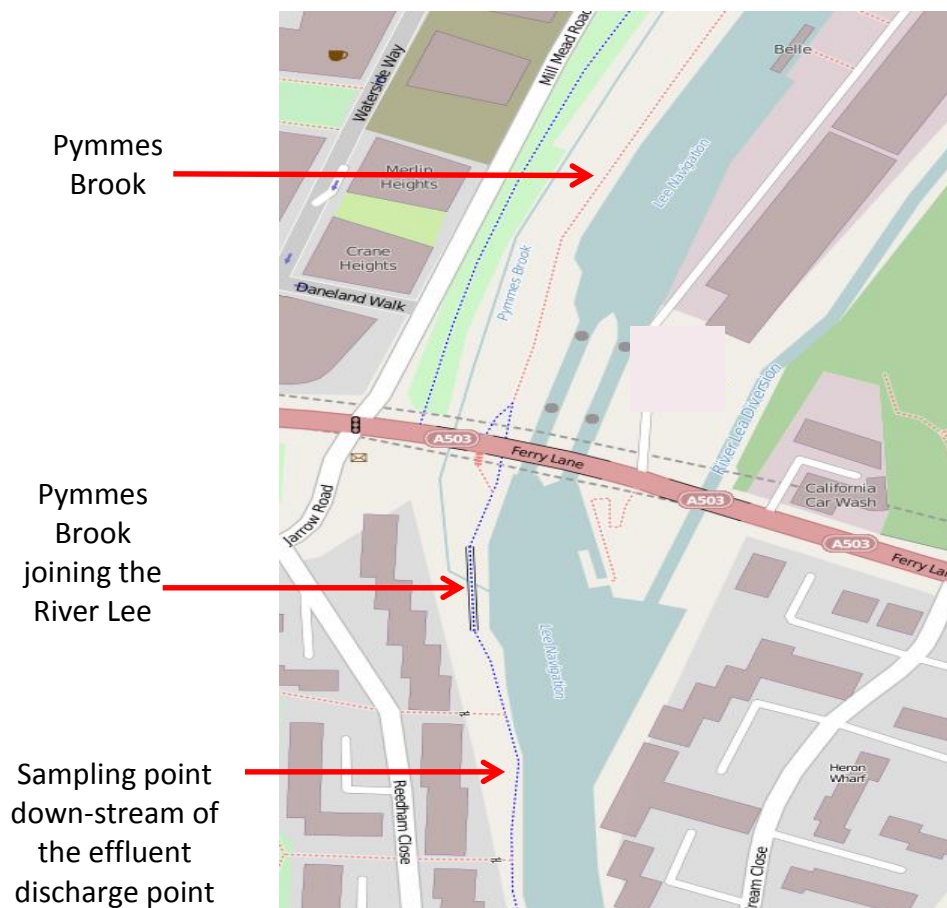 Pymmes
Brook
Pymmes
Brook
joining the
River Lee
Sampling point
down-stream of
the effluent
discharge point
Belle
Mill Mead Road
Waterside Way
Merlin
Heights
Lee Navigation
Crane
Heights
Pymmes Brook
Daneland Walk
River Lea Diversion
A503
Ferry Lane
A503
California
Car Wash
A503
Ferry La
Jarrow Road
Lee Navigation
Heron
Wharf
Reedham Close
ream Close